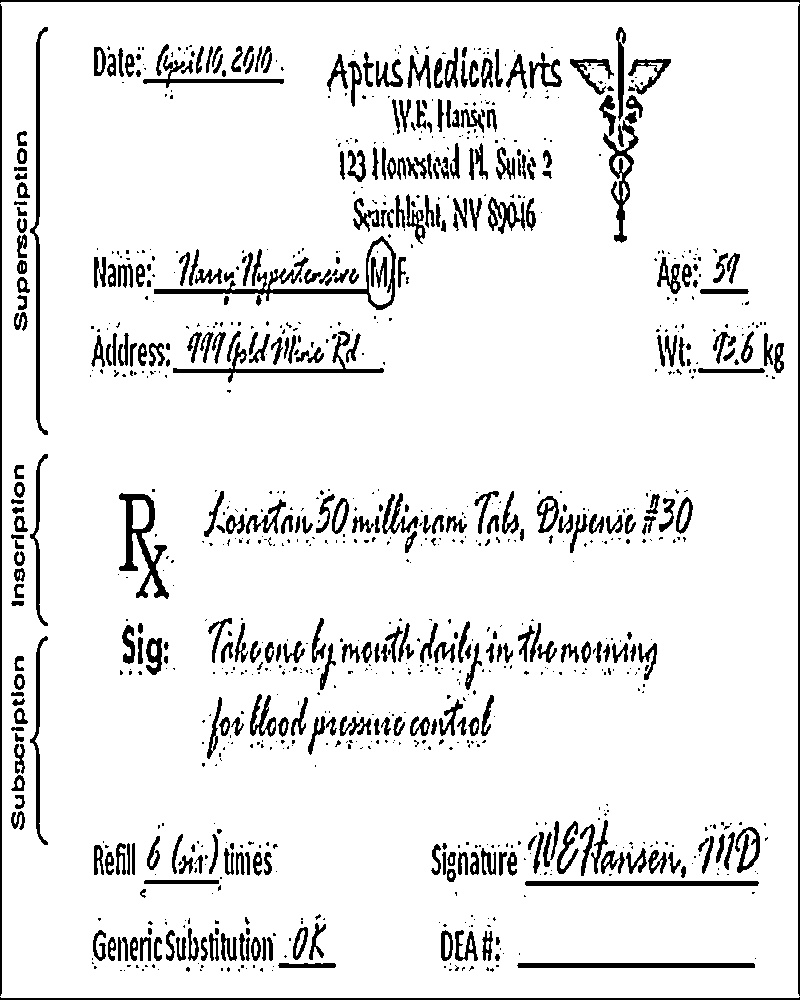 Date: April 10, 2010
Aptus Medical Arts
W.E. Hansen
123 Homestead Pl. Suite 2
Searchlight, NV 89046
Superscription
Name: Harry Hypertensive M/F
Age: 59
Address: 999 Gold Mine Rd
Wt: 93.6 kg
Inscription
Rx Losartan 50 milligram Tabs, Dispense #30
Subscription
Sig: Take one by mouth daily in the morning
for blood pressure control
Refill 6 (six) times
Signature WE Hansen, MD
Generic Substitution OK
DEA #: